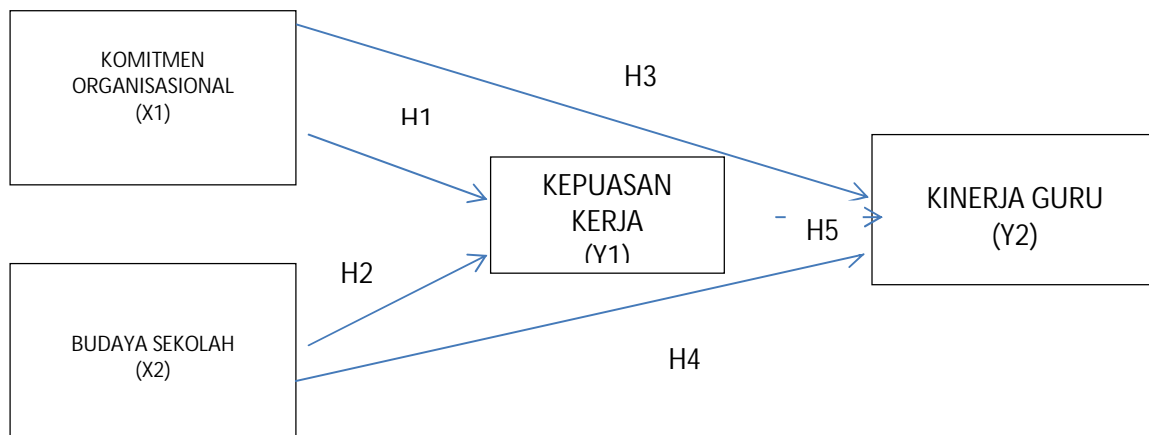 KOMITMEN
ORGANISASIONAL
(X1)
H3
H1
KEPUASAN
KERJA
(Y1)
KINERJA GURU
(Y2)
H5
H2
BUDAYA SEKOLAH
(X2)
H4